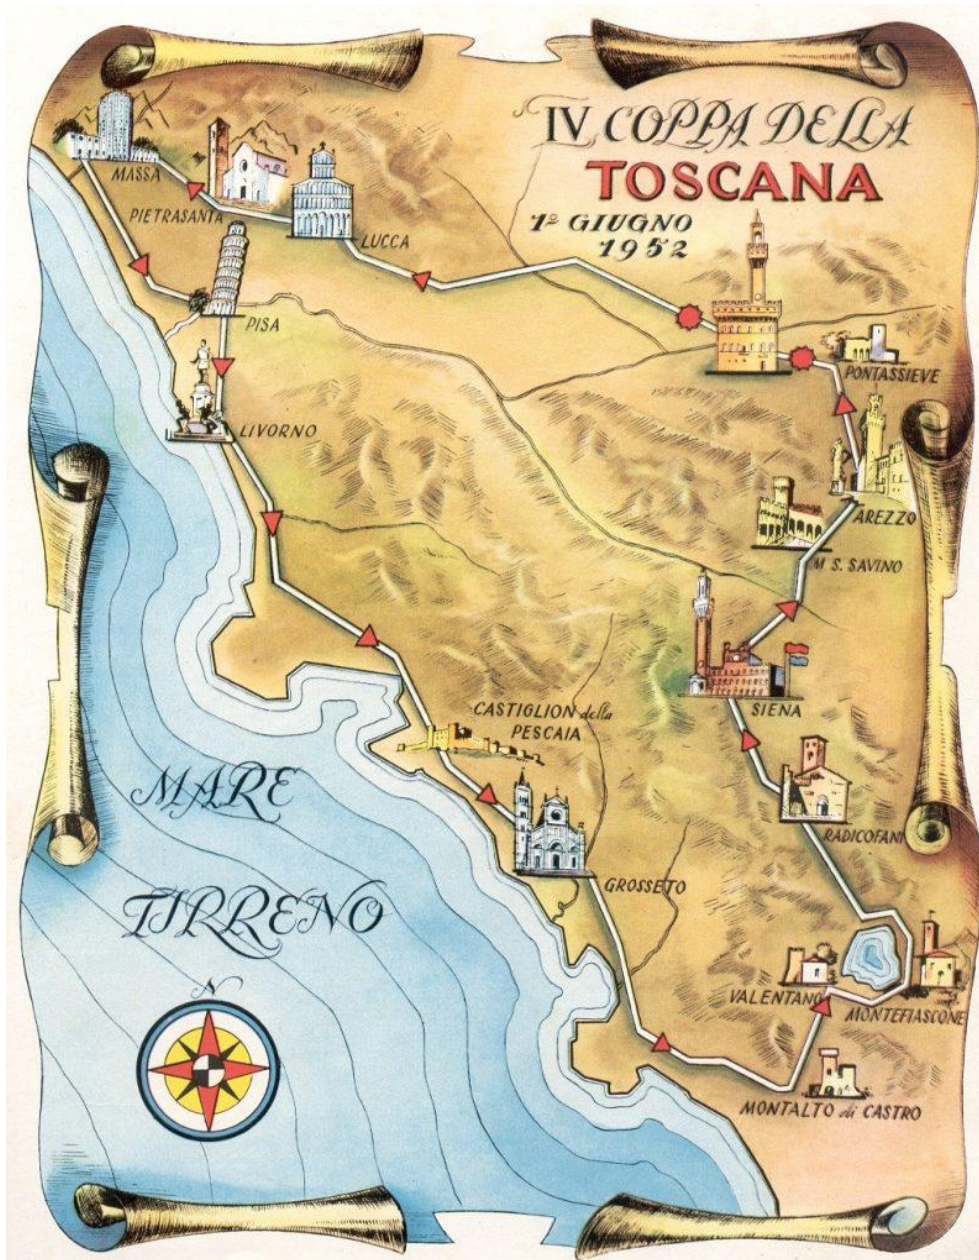 IV COPPA DELLA
TOSCANA
1º GIUGNO
1952
MASSA
PIETRASANTA
LUCCA
PISA
PONTASSIEVE
LIVORNO
AREZZO
M. S. SAVINO
SIENA
CASTIGLION della
PESCAIA
MARE
RADICOFANI
GROSSETO
TIRRENO
N
VALENTANO
MONTEFIASCONE
MONTALTO di CASTRO